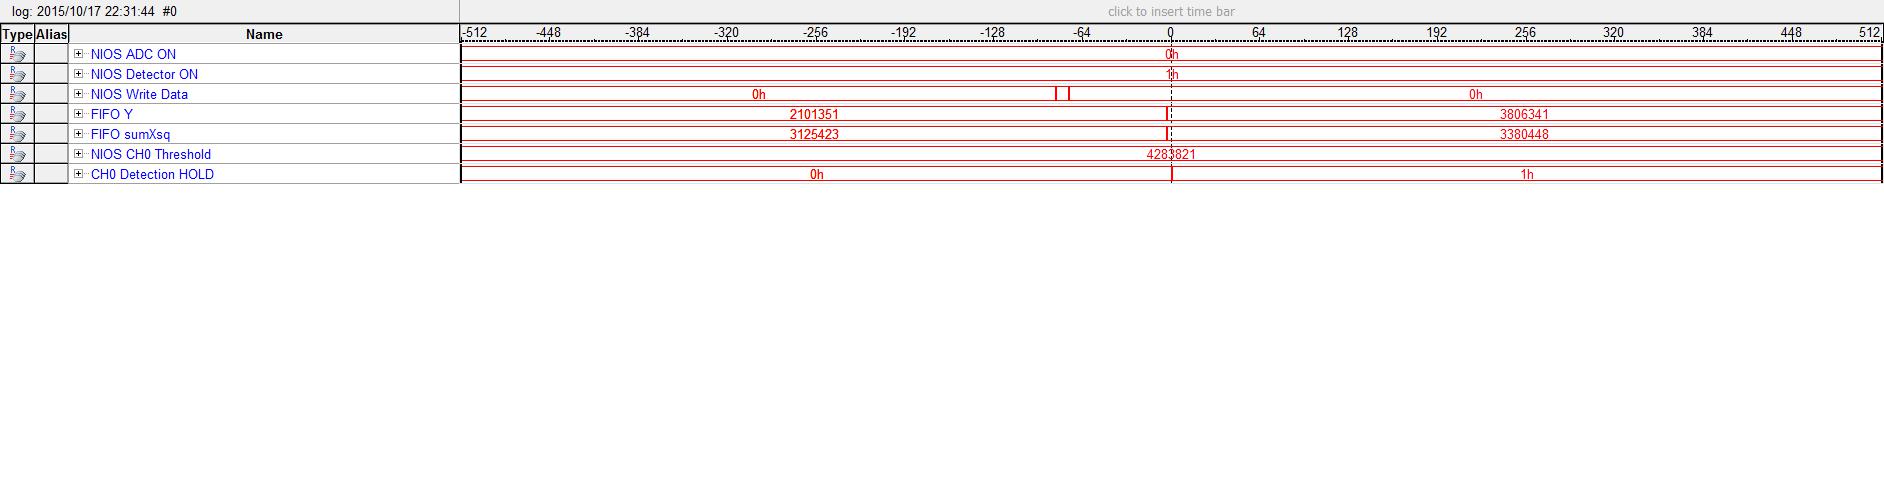 log: 2015/10/17 22:31:44 #0 click to insert time bar
Type Alias Name -512 -448 -384 -320 -256 -192 -128 -64 0 64 128 192 256 320 384 448 512
R NIOS ADC ON 0h
R NIOS Detector ON 1h
R NIOS Write Data 0h 0h
R FIFO Y 2101351 3806341
R FIFO sumXsq 3125423 3380448
R NIOS CH0 Threshold 4283821
R CH0 Detection HOLD 0h 1h